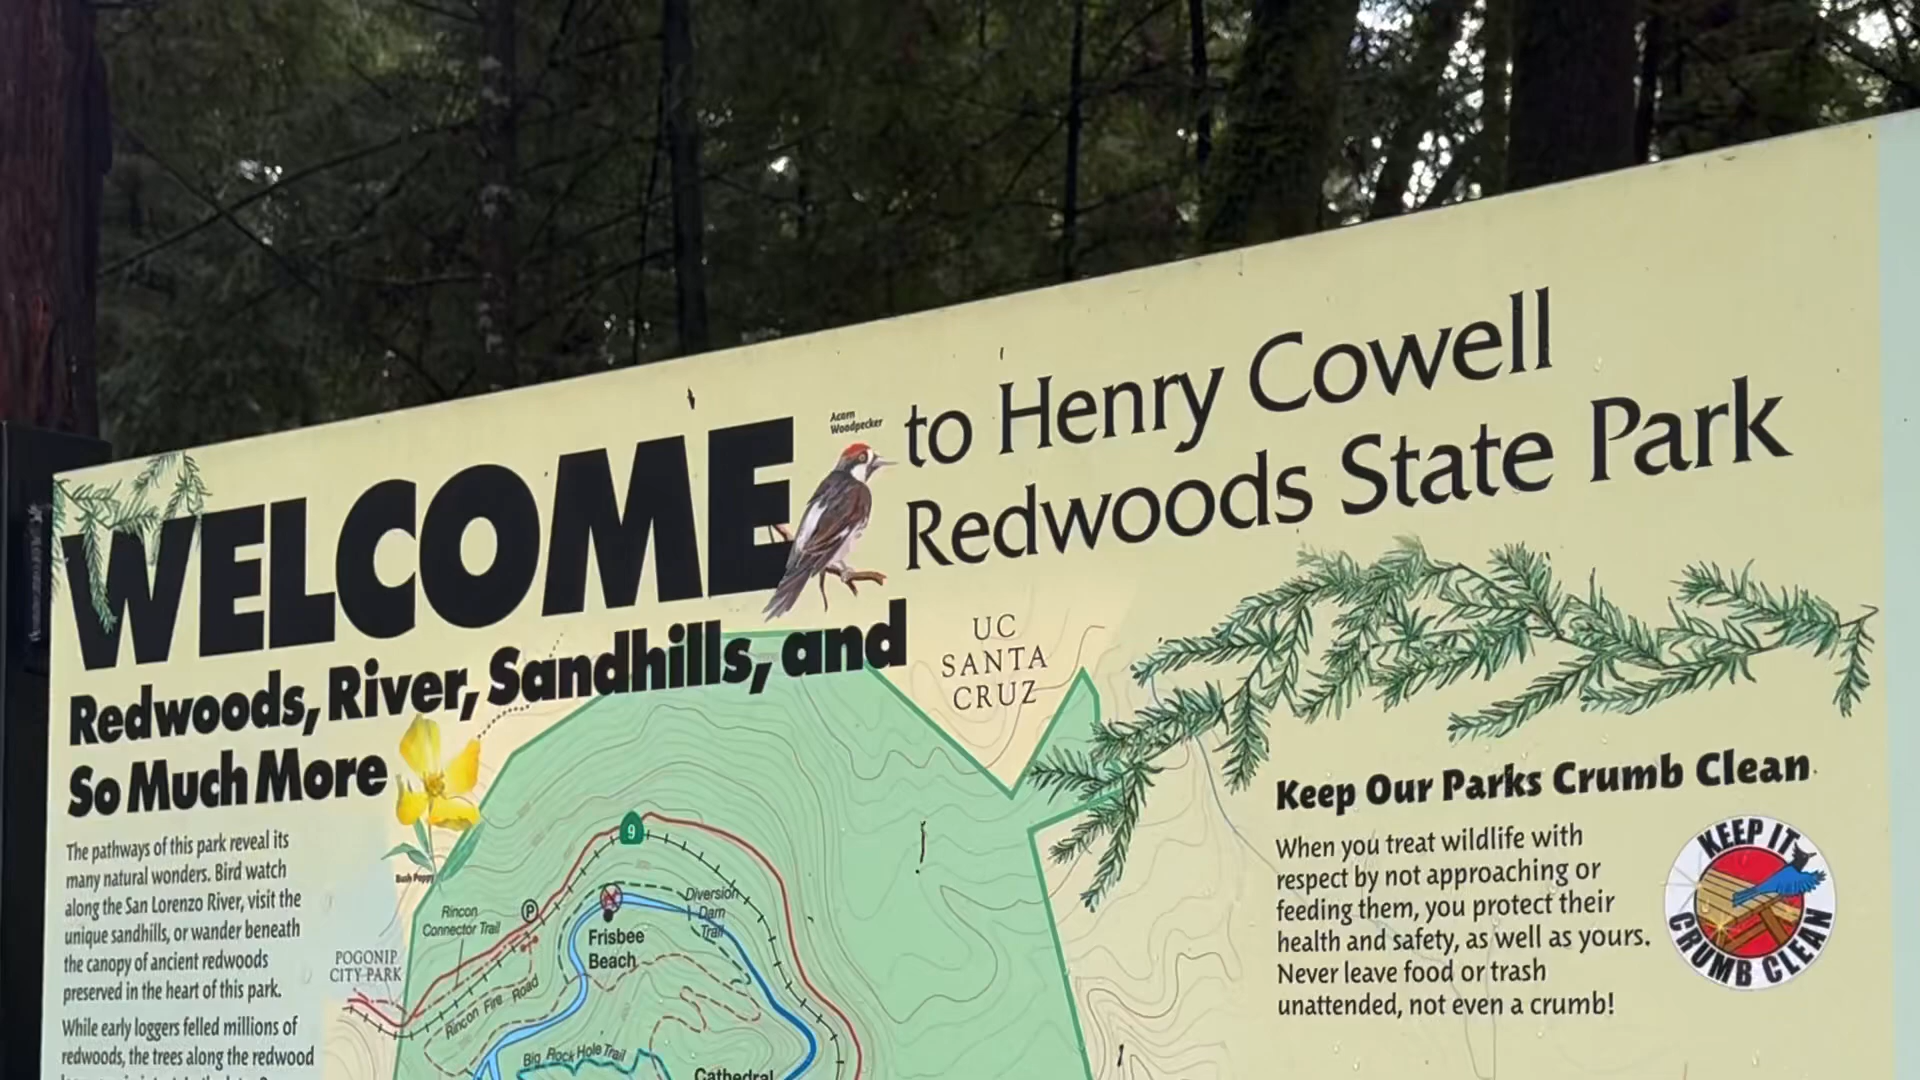 WELCOME
Acorn
Woodpecker
to Henry Cowell
Redwoods State Park
Redwoods, River, Sandhills, and
So Much More
The pathways of this park reveal its
many natural wonders. Bird watch
along the San Lorenzo River, visit the
unique sandhills, or wander beneath
the canopy of ancient redwoods
preserved in the heart of this park.
While early loggers felled millions of
redwoods, the trees along the redwood
Bush Poppy
UC
SANTA
CRUZ
9
P
Rincon
Connector Trail
Diversion
Dam
Trail
Frisbee
Beach
POGONIP
CITY PARK
Rincon Fire Road
Big Rock Hole Trail
Cathedral
Keep Our Parks Crumb Clean
When you treat wildlife with
respect by not approaching or
feeding them, you protect their
health and safety, as well as yours.
Never leave food or trash
unattended, not even a crumb!
KEEP IT
CRUMB CLEAN